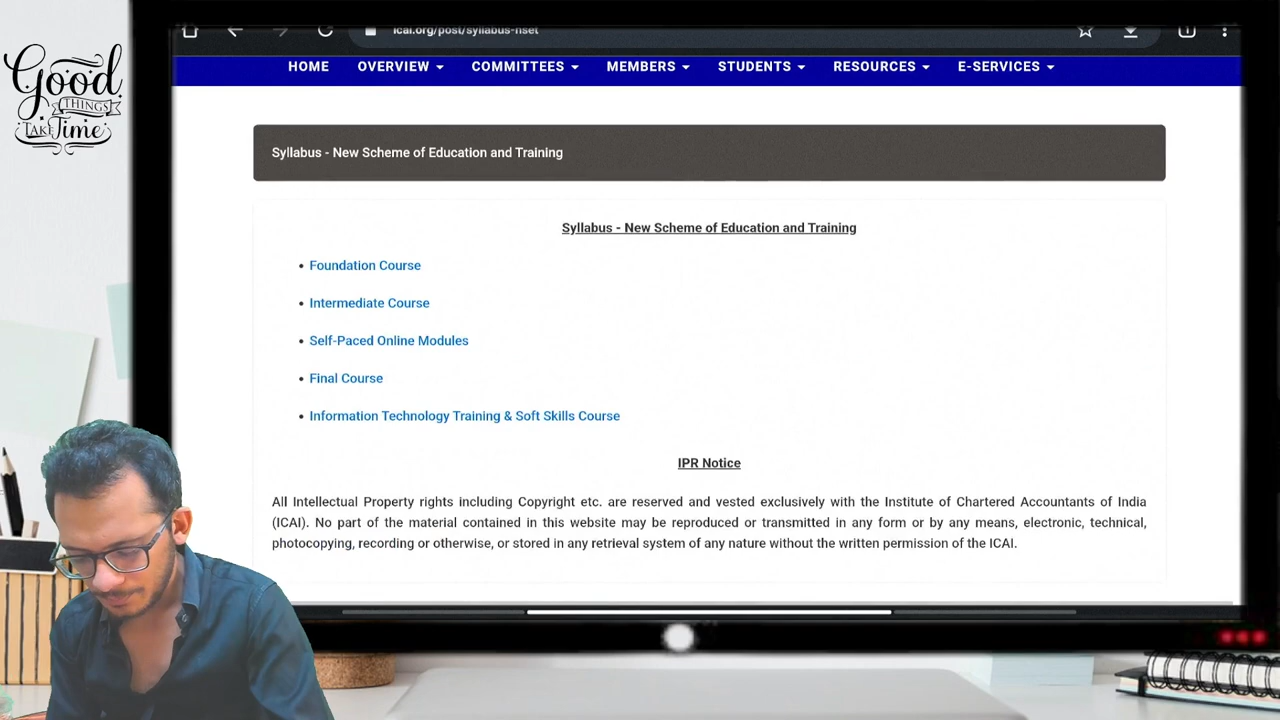 Good
THINGS
TAKE Time
icai.org/post/syllabus-nset
HOME OVERVIEW COMMITTEES MEMBERS STUDENTS RESOURCES E-SERVICES
Syllabus - New Scheme of Education and Training
Syllabus - New Scheme of Education and Training
• Foundation Course
• Intermediate Course
• Self-Paced Online Modules
• Final Course
• Information Technology Training & Soft Skills Course
IPR Notice
All Intellectual Property rights including Copyright etc. are reserved and vested exclusively with the Institute of Chartered Accountants of India
(ICAI). No part of the material contained in this website may be reproduced or transmitted in any form or by any means, electronic, technical,
photocopying, recording or otherwise, or stored in any retrieval system of any nature without the written permission of the ICAI.